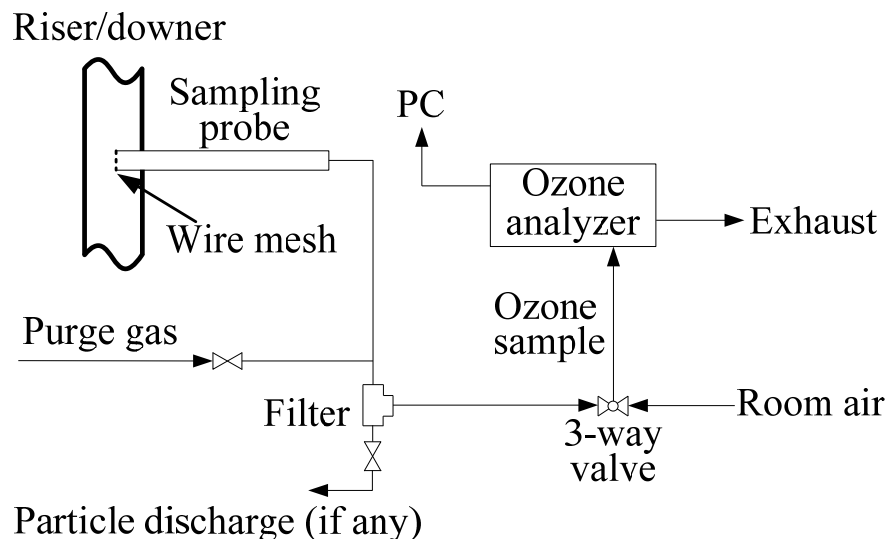 Riser/downer
Sampling
probe
PC
Ozone
analyzer
Exhaust
Wire mesh
Ozone
sample
Purge gas
Filter
Room air
3-way
valve
Particle discharge (if any)